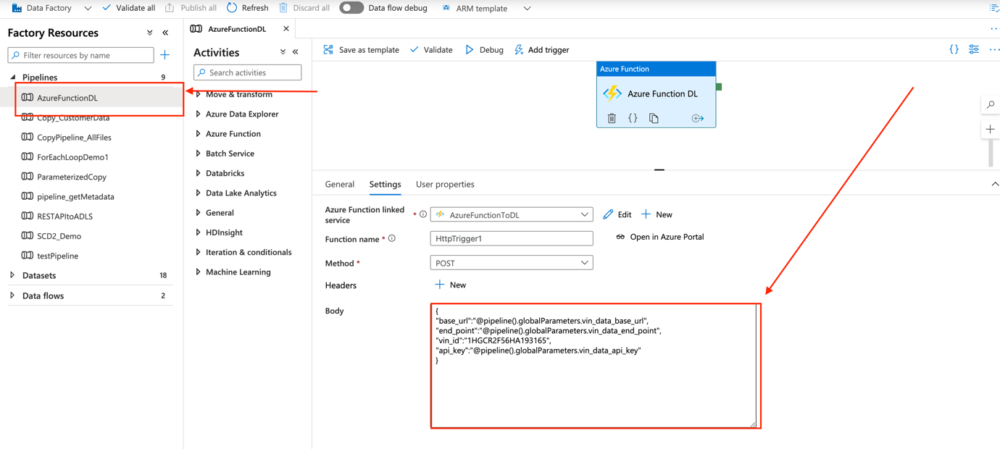 Data Factory
Validate all
Publish all
Refresh
Discard all
Data flow debug
ARM template
Factory Resources
Filter resources by name
Pipelines 9
AzureFunctionDL
Copy_CustomerData
CopyPipeline_AllFiles
ForEachLoopDemo1
ParameterizedCopy
pipeline_getMetadata
RESTAPItoADLS
SCD2_Demo
testPipeline
Datasets 18
Data flows 2
AzureFunctionDL
Activities
Search activities
Move & transform
Azure Data Explorer
Azure Function
Batch Service
Databricks
Data Lake Analytics
General
HDInsight
Iteration & conditionals
Machine Learning
Save as template
Validate
Debug
Add trigger
Azure Function
Azure Function DL
General
Settings
User properties
Azure Function linked
service *
AzureFunctionToDL
Edit
New
Function name *
HttpTrigger1
Open in Azure Portal
Method *
POST
Headers
New
Body
{
"base_url":"@pipeline().globalParameters.vin_data_base_url",
"end_point":"@pipeline().globalParameters.vin_data_end_point",
"vin_id":"1HGCR2F56HA193165",
"api_key":"@pipeline().globalParameters.vin_data_api_key"
}